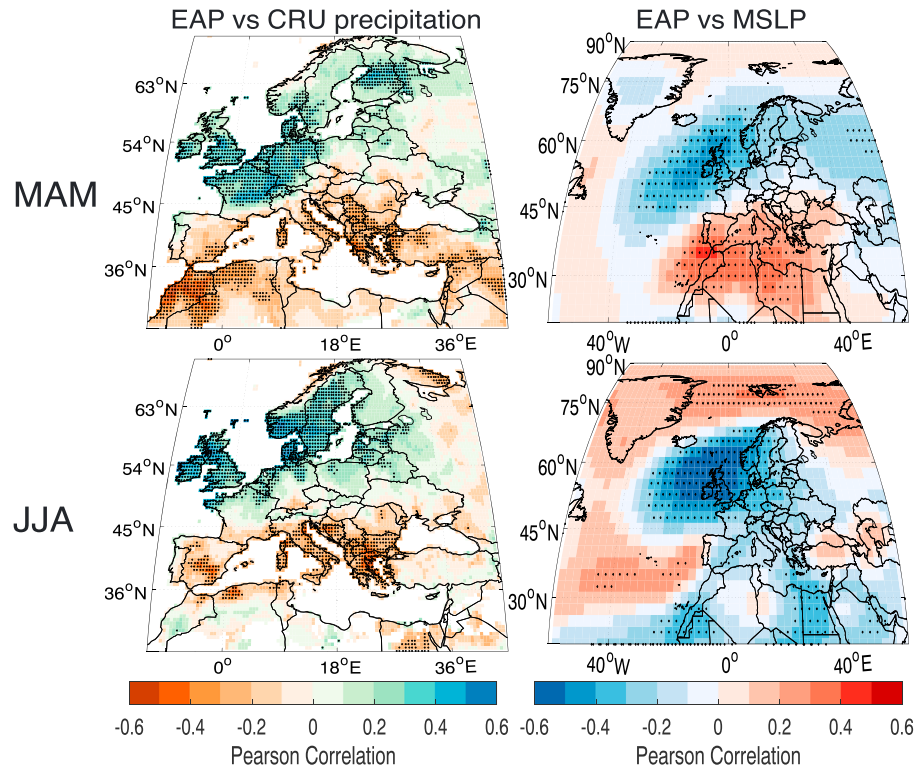 EAP vs CRU precipitation EAP vs MSLP
MAM
63°N
54°N
45°N
36°N
0° 18°E 36°E
90°N
75°N
60°N
45°N
30°N
40°W 0° 40°E
JJA
63°N
54°N
45°N
36°N
0° 18°E 36°E
90°N
75°N
60°N
45°N
30°N
40°W 0° 40°E
-0.6 -0.4 -0.2 0 0.2 0.4 0.6
Pearson Correlation
-0.6 -0.4 -0.2 0 0.2 0.4 0.6
Pearson Correlation